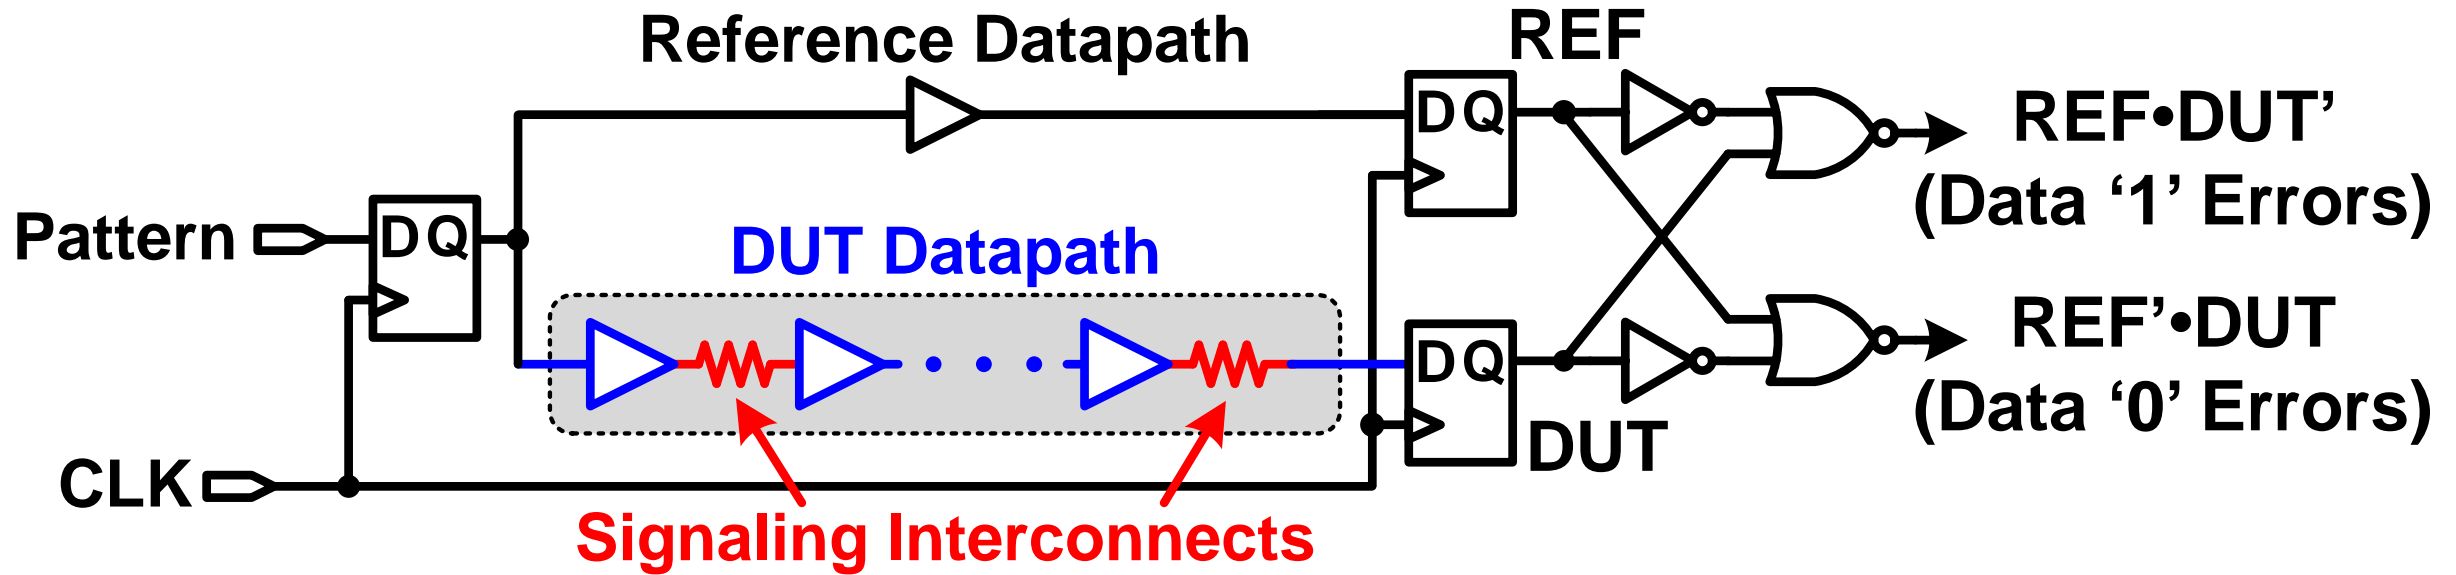 Reference Datapath
REF
DQ
REF•DUT’
(Data ‘1’ Errors)
Pattern
DQ
DUT Datapath
REF’•DUT
(Data ‘0’ Errors)
DQ
DUT
CLK
Signaling Interconnects